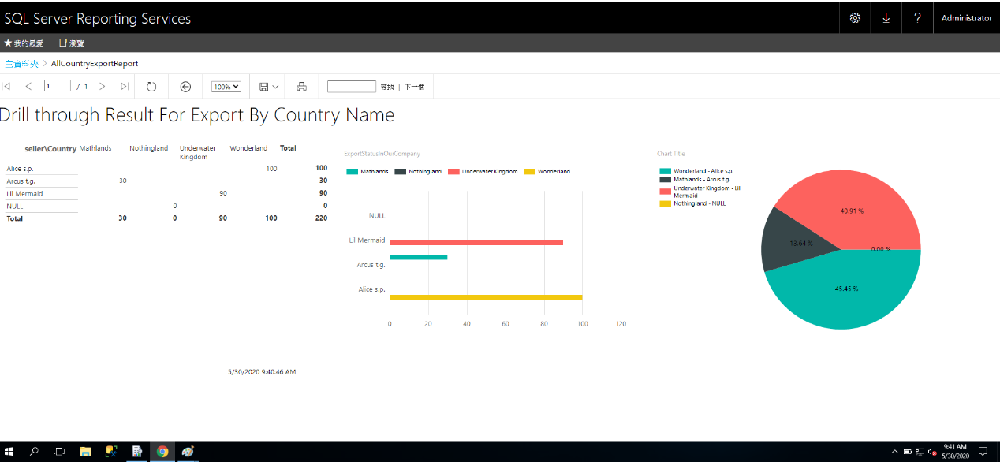 SQL Server Reporting Services
Administrator
我的最愛 瀏覽
主資料夾 > AllCountryExportReport
1 / 1 100% 尋找 | 下一個
Drill through Result For Export By Country Name
seller\Country Mathlands Nothingland Underwater Kingdom Wonderland Total
Alice s.p. 100 100
Arcus t.g. 30 30
Lil Mermaid 90 90
NULL 0 0
Total 30 0 90 100 220
ExportStatusInOurCompany
Mathlands Nothingland Underwater Kingdom Wonderland
NULL
Lil Mermaid
Arcus t.g.
Alice s.p.
0 20 40 60 80 100 120
Chart Title
Wonderland - Alice s.p.
Mathlands - Arcus t.g.
Underwater Kingdom - Lil
Mermaid
Nothingland - NULL
40.91 %
13.64 %
0.00 %
45.45 %
5/30/2020 9:40:46 AM
9:41 AM
5/30/2020